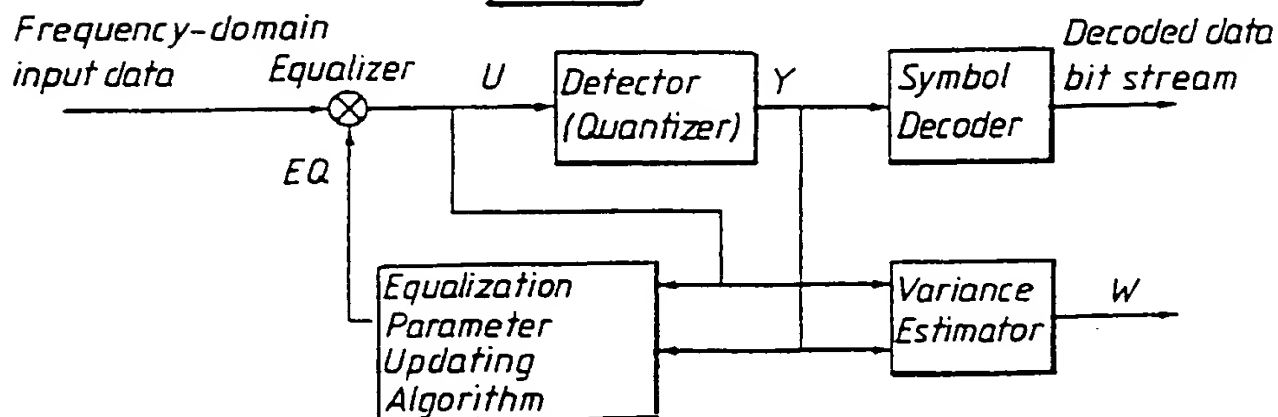 Frequency-domain
input data
Equalizer
U
Detector
(Quantizer)
Y
Symbol
Decoder
Decoded data
bit stream
EQ
Equalization
Parameter
Updating
Algorithm
Variance
Estimator
W